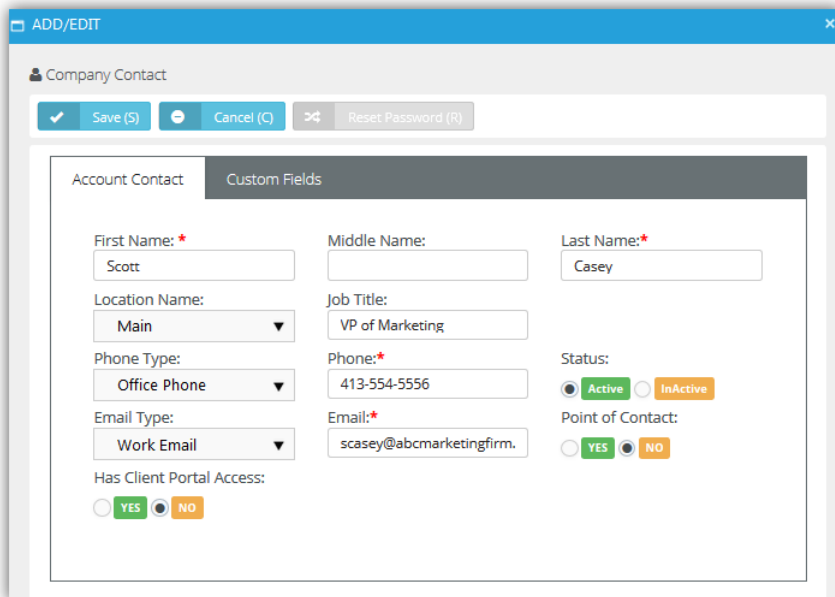 ADD/EDIT
Company Contact
Save (S) Cancel (C) Reset Password (R)
Account Contact Custom Fields
First Name: * Middle Name: Last Name:*
Scott Casey
Location Name: Job Title:
Main VP of Marketing
Phone Type: Phone:* Status:
Office Phone 413-554-5556 Active InActive
Email Type: Email:* Point of Contact:
Work Email scasey@abcmarketingfirm. YES NO
Has Client Portal Access:
YES NO